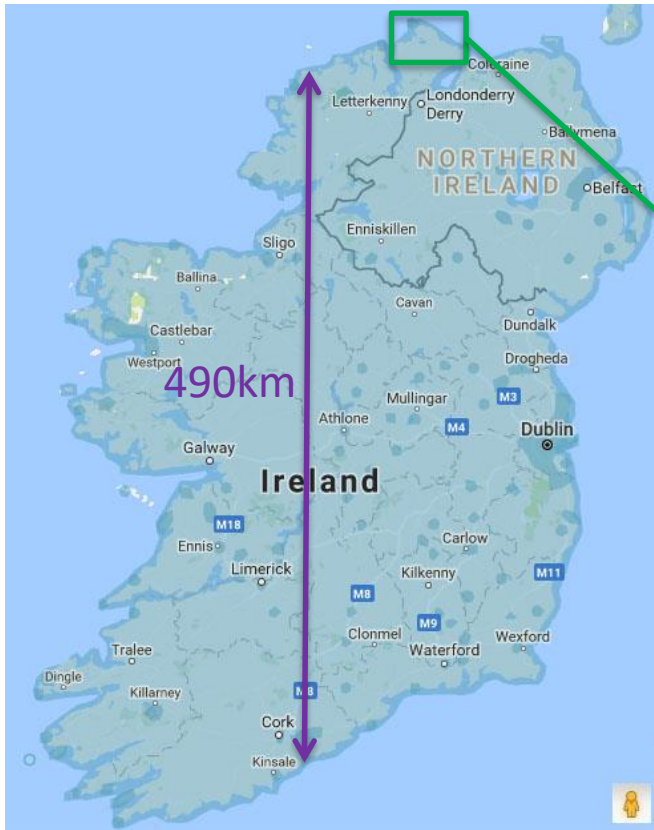 Coleraine
Letterkenny
Londonderry
Derry
Ballymena
NORTHERN
IRELAND
Belfast
Enniskillen
Sligo
Ballina
Cavan
Castlebar
Dundalk
Westport
Drogheda
490km
Mullingar
M3
Athlone
M4
Dublin
Galway
Ireland
M18
Ennis
Carlow
Limerick
Kilkenny
M11
M8
M9
Clonmel
Wexford
Tralee
Waterford
Dingle
Killarney
M8
Cork
Kinsale